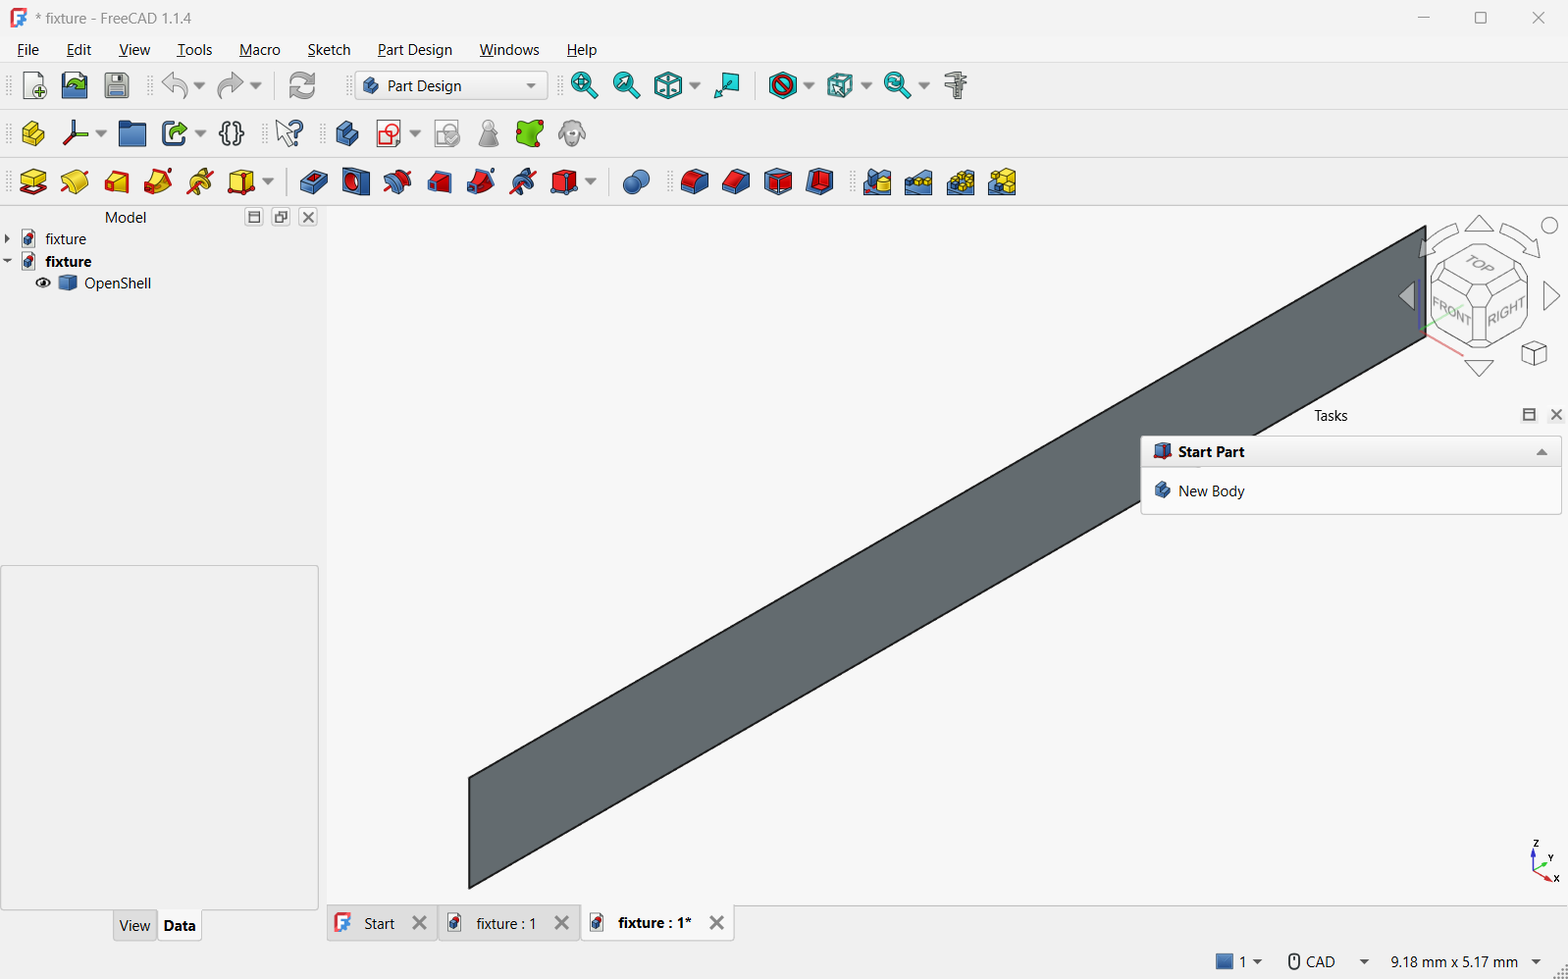 * fixture - FreeCAD 1.1.4
File Edit View Tools Macro Sketch Part Design Windows Help
Part Design
Model
fixture
fixture
OpenShell
TOP
FRONT RIGHT
Tasks
Start Part
New Body
Z
Y
X
View Data
Start fixture : 1 fixture : 1*
1 CAD 9.18 mm x 5.17 mm